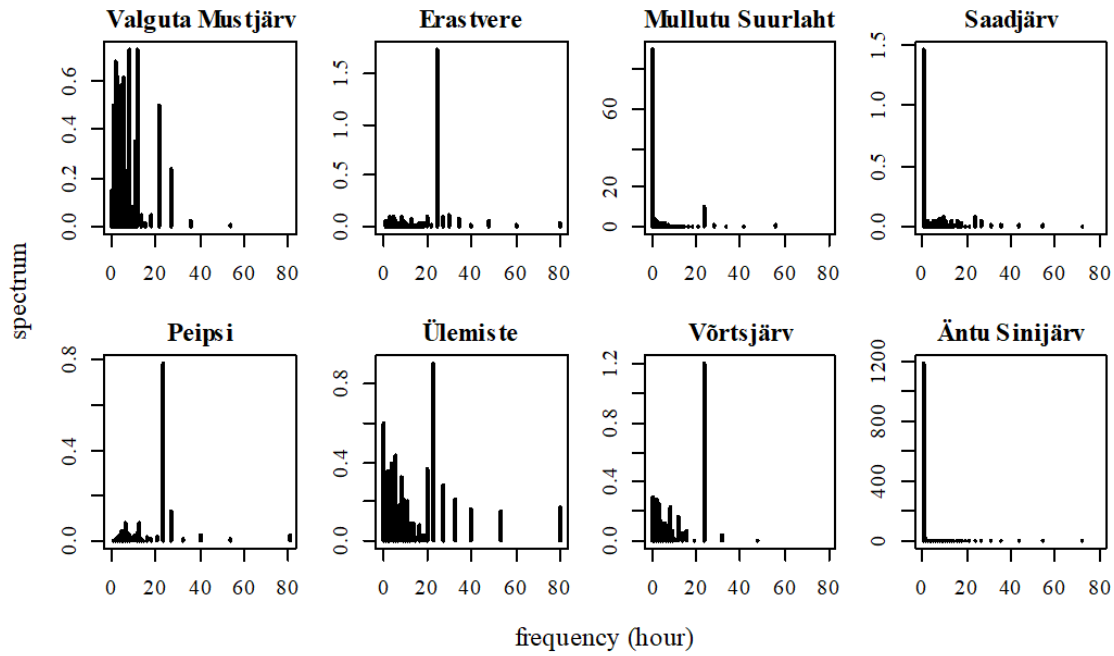 Valguta Mustjärv Erastvere Mullutu Suurlaht Saadjärv
0.0 0.2 0.4 0.6
0.0 0.5 1.0 1.5
0 20 60
0.0 0.5 1.0 1.5
0 20 40 60 80 0 20 40 60 80 0 20 40 60 80 0 20 40 60 80
spectrum
Peipsi Ülemiste Võrtsjärv Äntu Sinijärv
0.0 0.4 0.8
0.0 0.4 0.8
0.0 0.4 0.8 1.2
0 400 800 1200
0 20 40 60 80 0 20 40 60 80 0 20 40 60 80 0 20 40 60 80
frequency (hour)